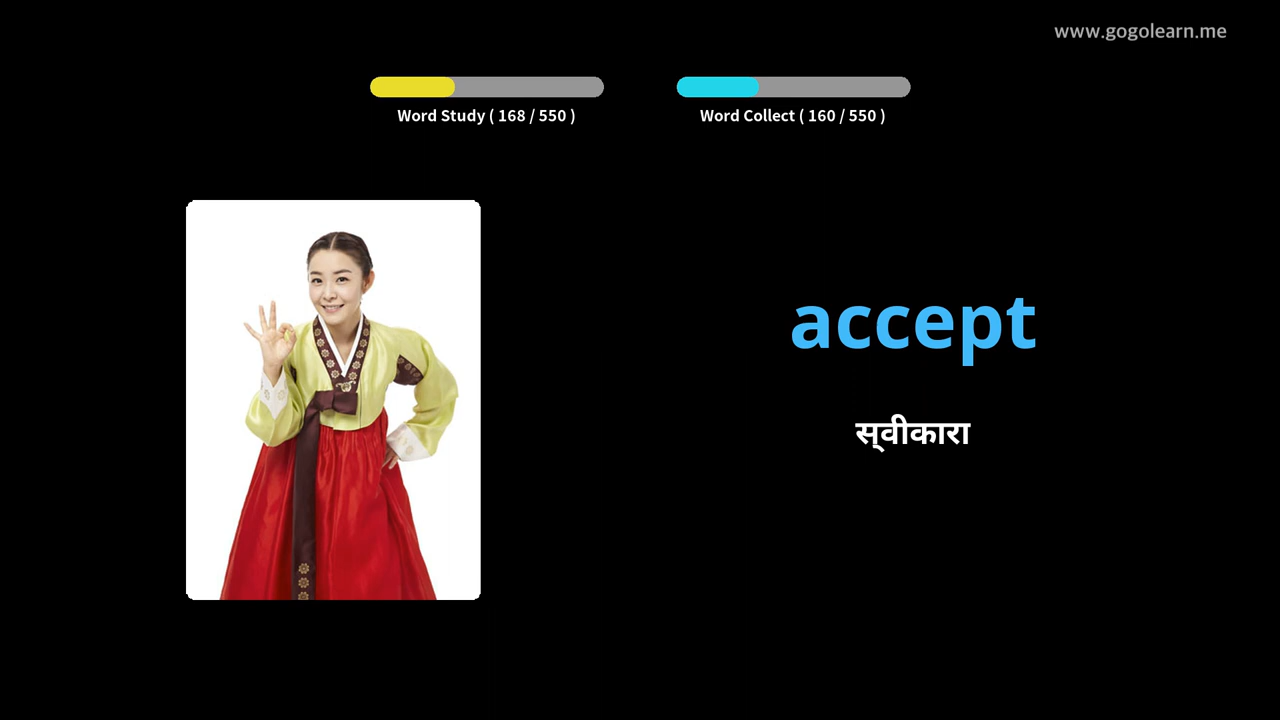 www.gogolearn.me
Word Study ( 168 / 550 )
Word Collect ( 160 / 550 )
accept
स्वीकारा